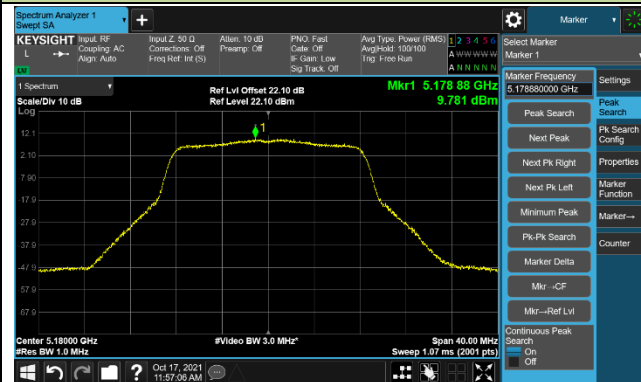 Spectrum Analyzer 1
Swept SA
Marker
KEYSIGHT
L
Input: RF
Coupling: AC
Align: Auto
Input Z: 50 Ω
Corrections: Off
Freq Ref: Int (S)
Atten: 10 dB
Preamp: Off
PNO: Fast
Gate: Off
IF Gain: Low
Sig Track: Off
Avg Type: Power (RMS)
Avg|Hold: 100/100
Trig: Free Run
1 2 3 4 5 6
A W W W W W
A N N N N N
Select Marker
Marker 1
1 Spectrum
Scale/Div 10 dB
Log
Ref Lvl Offset 22.10 dB
Ref Level 22.10 dBm
Mkr1 5.178 88 GHz
9.781 dBm
1
12.1
2.10
-7.90
-17.9
-27.9
-37.9
-47.9
-57.9
-67.9
Center 5.18000 GHz
#Res BW 1.0 MHz
#Video BW 3.0 MHz*
Span 40.00 MHz
Sweep 1.07 ms (2001 pts)
Marker Frequency
5.178880000 GHz
Peak Search
Next Peak
Next Pk Right
Next Pk Left
Minimum Peak
Pk-Pk Search
Marker Delta
Mkr→CF
Mkr→Ref Lvl
Continuous Peak
Search
On
Off
Settings
Peak
Search
Pk Search
Config
Properties
Marker
Function
Marker→
Counter
?
Oct 17, 2021
11:57:06 AM